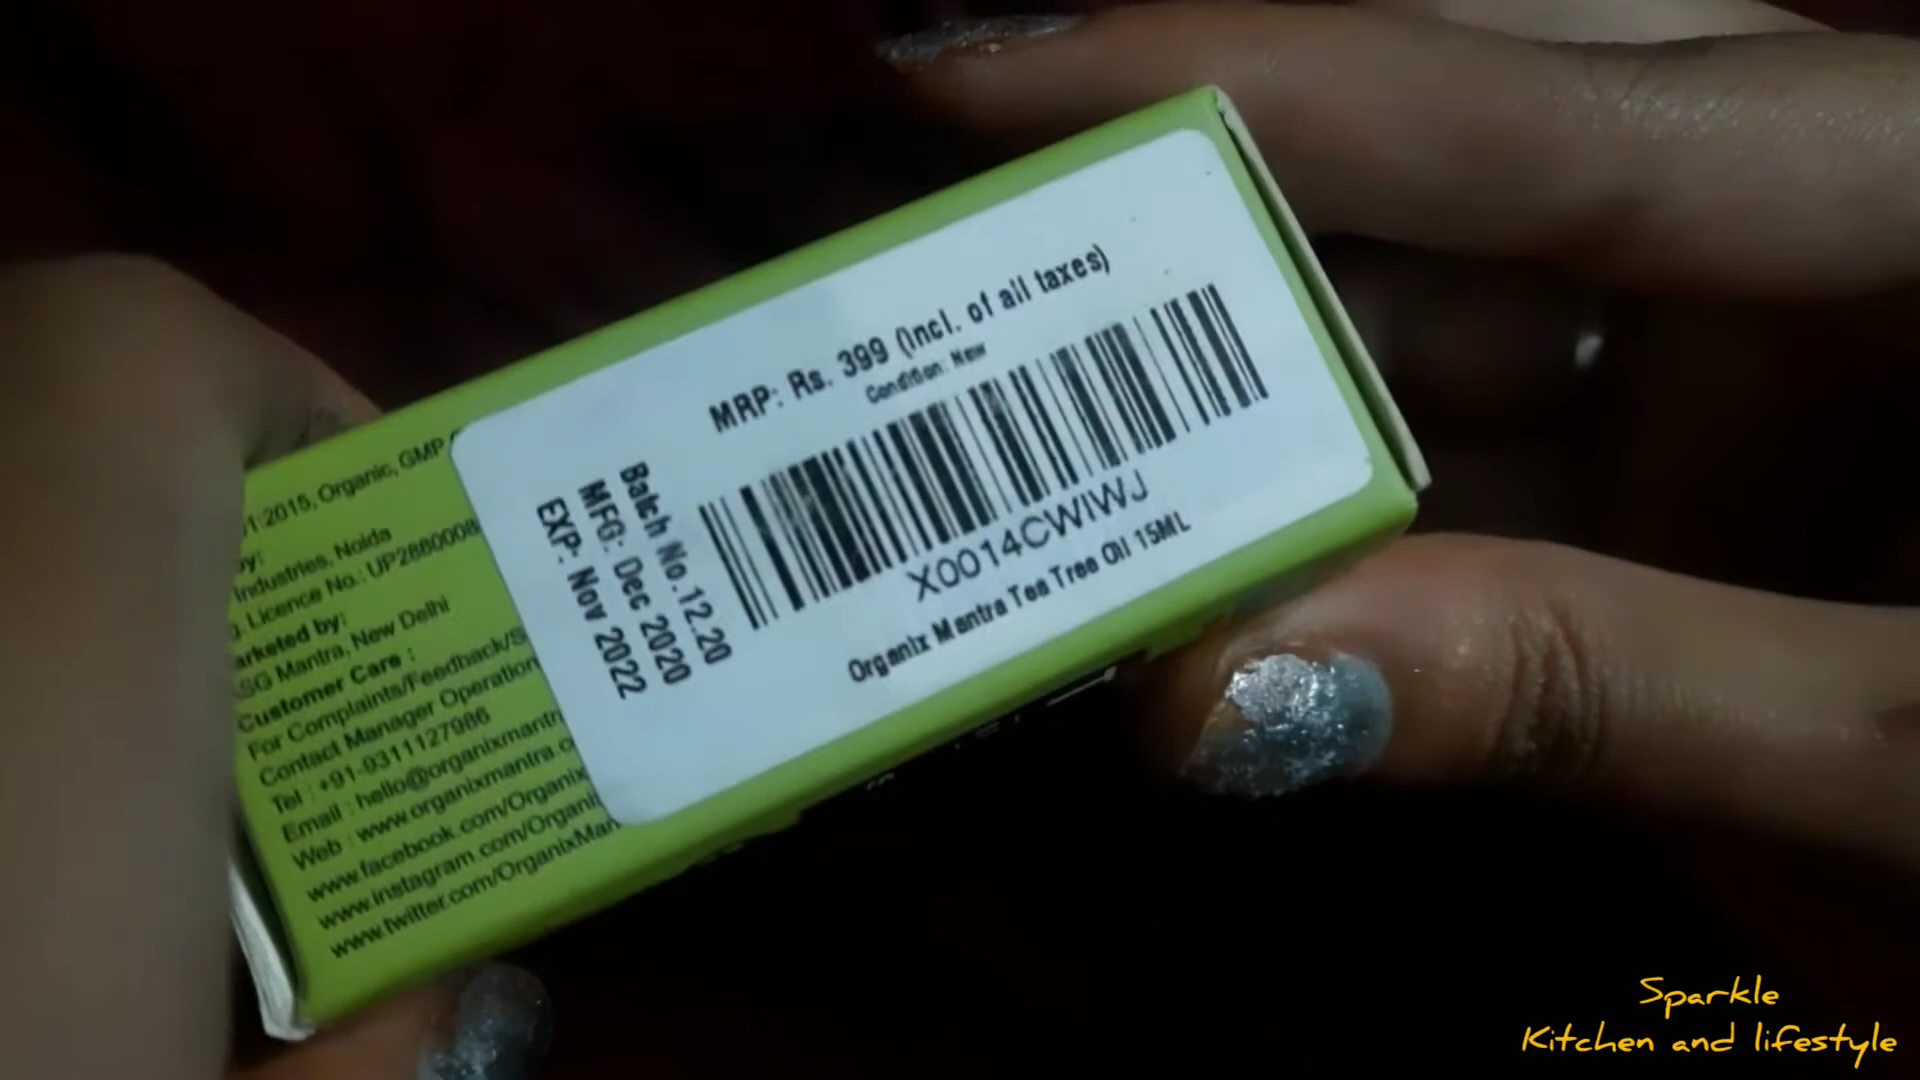 MRP: Rs. 399 (incl. of all taxes)
Condition: New
X0014CWIWJ
Organix Mantra Tea Tree Oil 15ML
Batch No.12.20
MFG: Dec 2020
EXP: Nov 2022
1:2015, Organic, GMP
by:
Industries, Noida
. Licence No.: UP2880008
arketed by:
SG Mantra, New Delhi
Customer Care :
For Complaints/Feedback/S
Contact Manager Operation
Tel : +91-9311127986
Email : hello@organixmantr
Web : www.organixmantra.c
www.facebook.com/Organix
www.instagram.com/Organix
www.twitter.com/OrganixMan
Sparkle
Kitchen and lifestyle